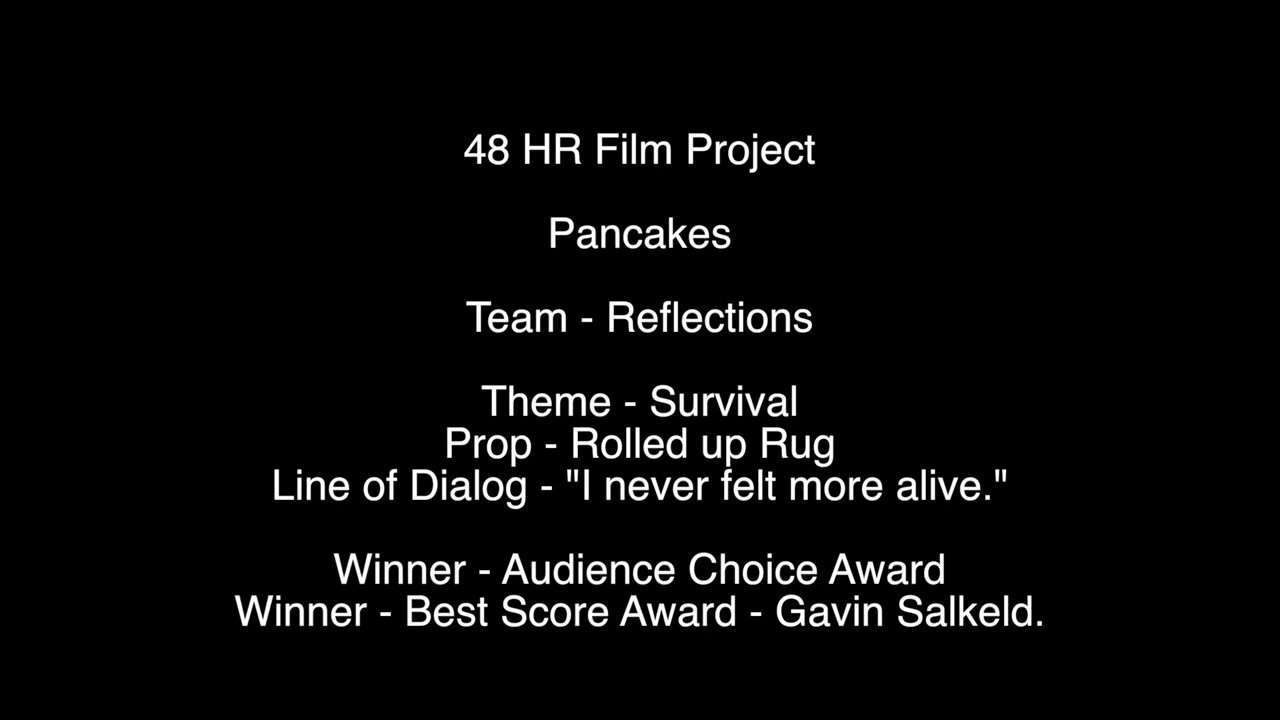 48 HR Film Project
Pancakes
Team - Reflections
Theme - Survival
Prop - Rolled up Rug
Line of Dialog - "I never felt more alive."
Winner - Audience Choice Award
Winner - Best Score Award - Gavin Salkeld.